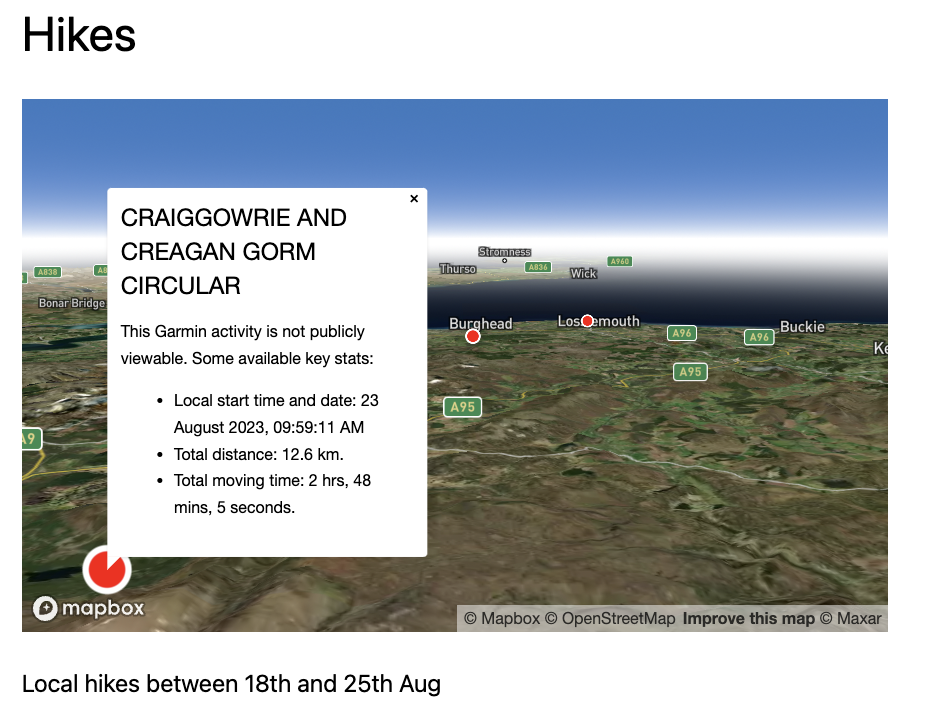 Hikes
×
CRAIGGOWRIE AND
CREAGAN GORM
CIRCULAR
This Garmin activity is not publicly
viewable. Some available key stats:
• Local start time and date: 23
August 2023, 09:59:11 AM
• Total distance: 12.6 km.
• Total moving time: 2 hrs, 48
mins, 5 seconds.
Stromness
A960
A836
Thurso
Wick
A838
A8
Bonar Bridge
Burghead
A96
A96
Buckie
Ke
A95
A95
A9
mapbox
© Mapbox © OpenStreetMap Improve this map © Maxar
Local hikes between 18th and 25th Aug